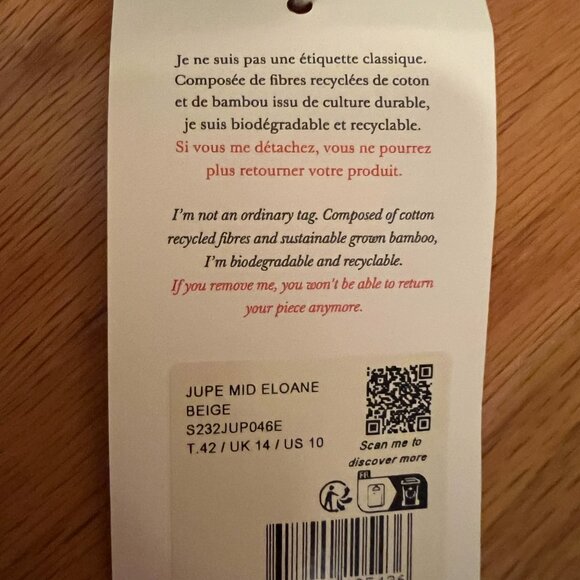 Je ne suis pas une étiquette classique.
Composée de fibres recyclées de coton
et de bambou issu de culture durable,
je suis biodégradable et recyclable.
Si vous me détachez, vous ne pourrez
plus retourner votre produit.
I'm not an ordinary tag. Composed of cotton
recycled fibres and sustainable grown bamboo,
I'm biodegradable and recyclable.
If you remove me, you won't be able to return
your piece anymore.
JUPE MID ELOANE
BEIGE
S232JUP046E
T.42 / UK 14 / US 10
Scan me to
discover more
FR